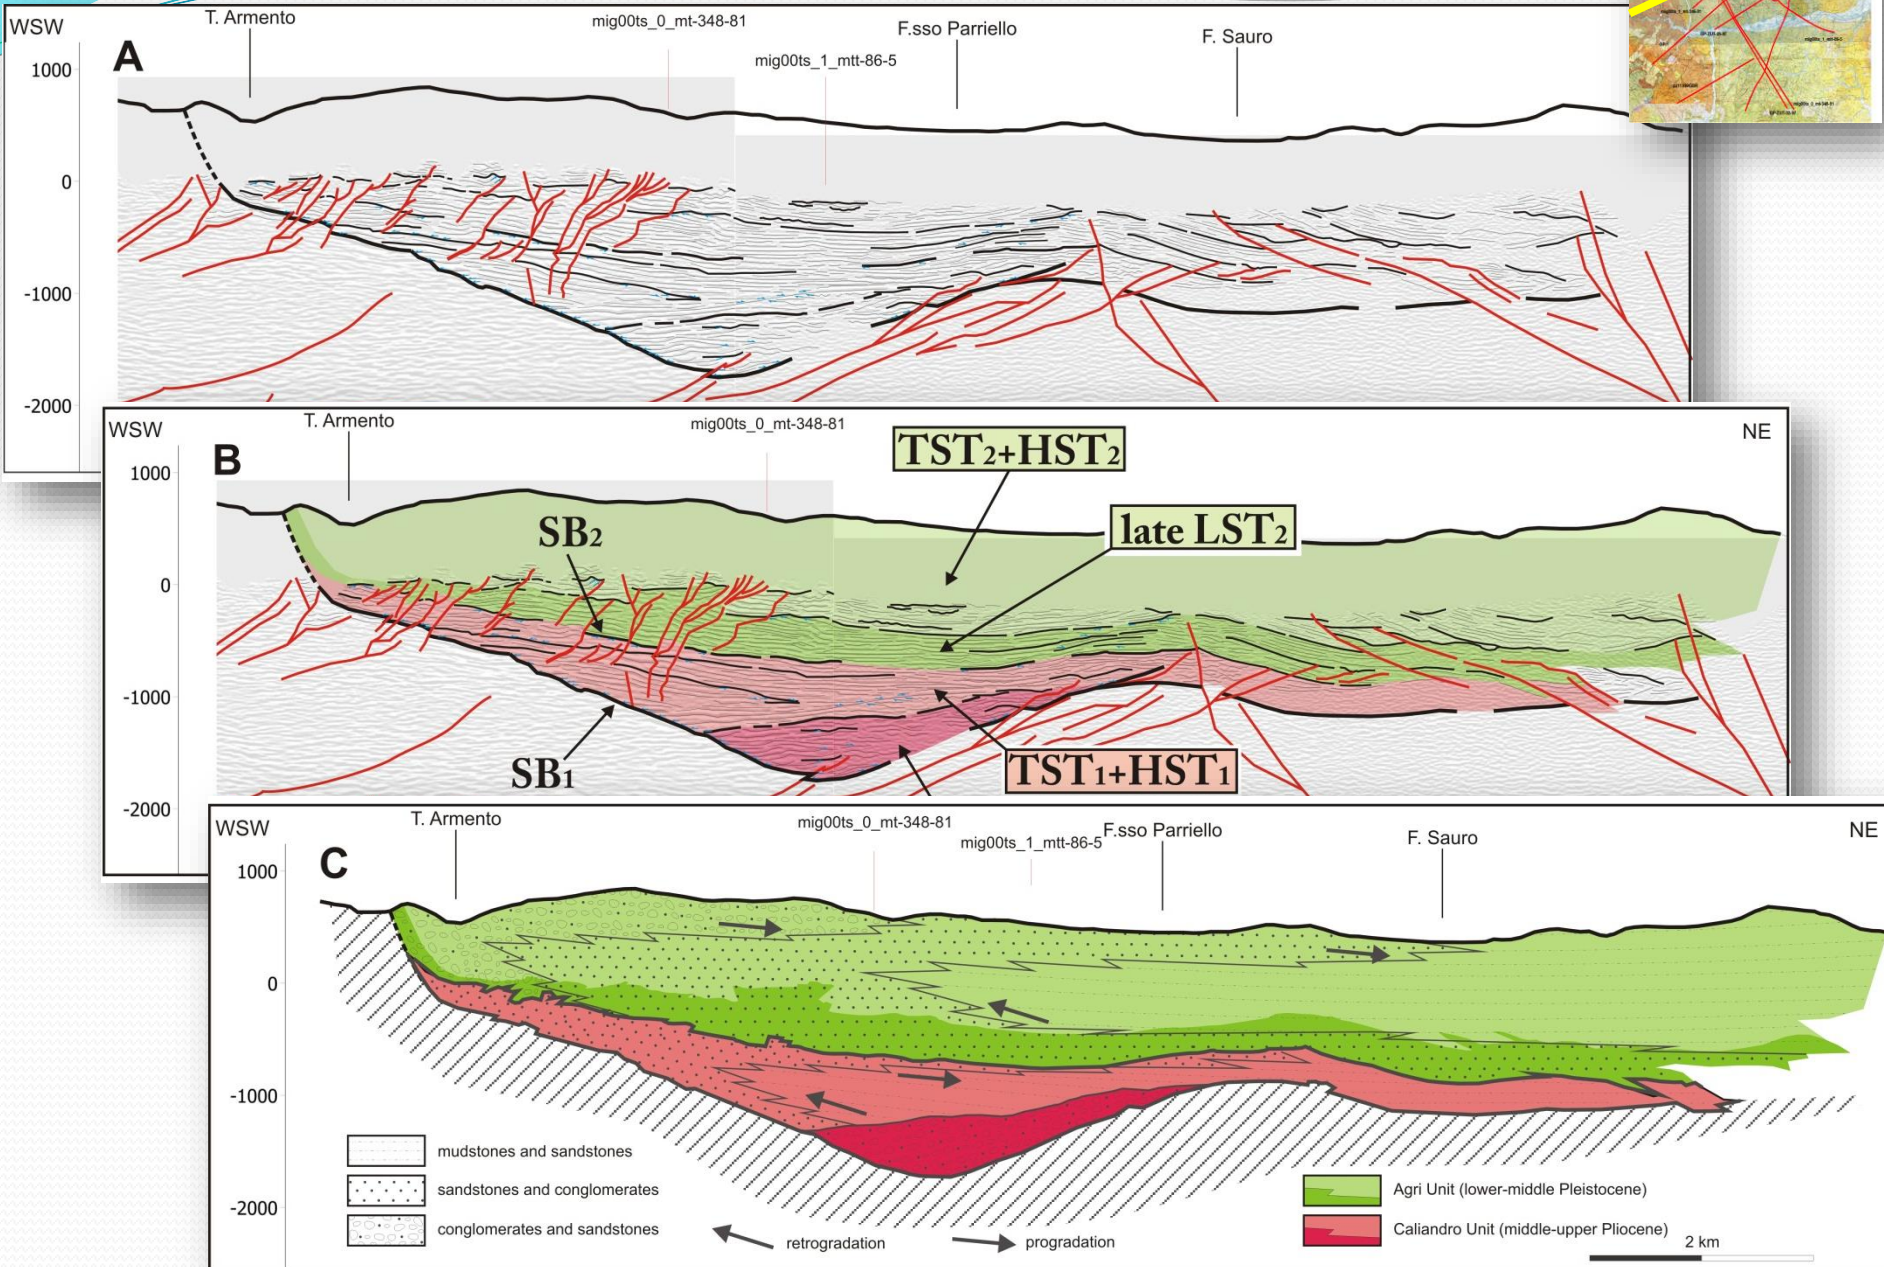 WSW
T. Armento
mig00ts_0_mt-348-81
F.sso Parriello
F. Sauro
A
mig00ts_1_mtt-86-5
1000
0
-1000
-2000
WSW
T. Armento
mig00ts_0_mt-348-81
TST2+HST2
NE
B
1000
SB2
late LST2
0
-1000
SB1
TST1+HST1
-2000
WSW
T. Armento
mig00ts_0_mt-348-81
mig00ts_1_mtt-86-5
F.sso Parriello
F. Sauro
NE
C
1000
0
-1000
-2000
mudstones and sandstones
sandstones and conglomerates
conglomerates and sandstones
retrogradation
progradation
Agri Unit (lower-middle Pleistocene)
Caliandro Unit (middle-upper Pliocene)
2 km